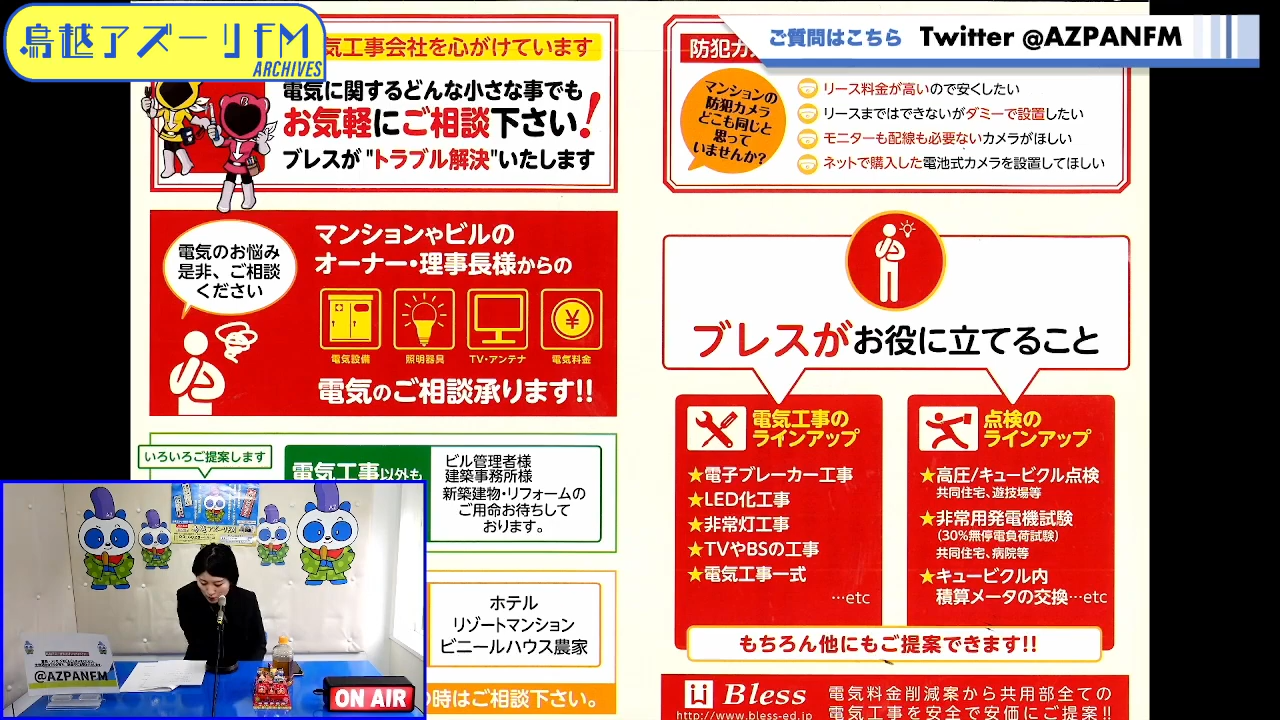 鳥越アズーリFM
ARCHIVES
ご質問はこちら Twitter @AZPANFM
気工事会社を心がけています
電気に関するどんな小さな事でも
お気軽にご相談下さい!
ブレスが"トラブル解決"いたします
電気のお悩み
是非、ご相談
ください
マンションやビルの
オーナー・理事長様からの
電気設備
照明器具
TV・アンテナ
電気料金
電気のご相談承ります!!
いろいろご提案します
電気工事以外も
ビル管理者様
建築事務所様
新築建物・リフォームの
ご用命お待ちして
おります。
ホテル
リゾートマンション
ビニールハウス農家
の時はご相談下さい。
@AZPANFM
ON AIR
防犯カ
マンションの
防犯カメラ
どこも同じと
思って
いませんか?
リース料金が高いので安くしたい
リースまではできないがダミーで設置したい
モニターも配線も必要ないカメラがほしい
ネットで購入した電池式カメラを設置してほしい
ブレスがお役に立てること
電気工事の
ラインアップ
★電子ブレーカー工事
★LED化工事
★非常灯工事
★TVやBSの工事
★電気工事一式
…etc
点検の
ラインアップ
★高圧/キュービクル点検
共同住宅、遊技場等
★非常用発電機試験
(30%無停電負荷試験)
共同住宅、病院等
★キュービクル内
積算メータの交換…etc
もちろん他にもご提案できます!!
Bless
http://www.bless-ed.jp
電気料金削減案から共用部全ての
電気工事を安全で安価にご提案!!